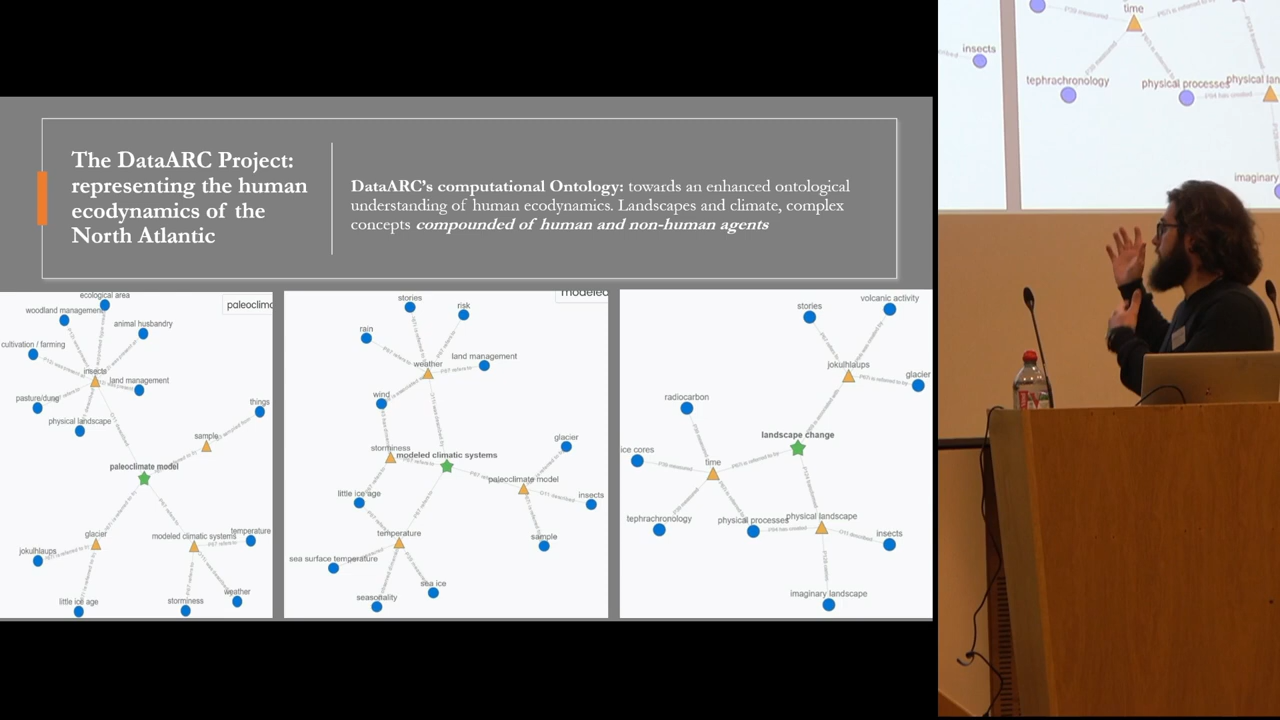 The DataARC Project:
representing the human
ecodynamics of the
North Atlantic
DataARC's computational Ontology: towards an enhanced ontological
understanding of human ecodynamics. Landscapes and climate, complex
concepts compounded of human and non-human agents
ecological area
woodland management
animal husbandry
cultivation / farming
insects
land management
pasture/dung
physical landscape
things
sample
paleoclimate model
glacier
modeled climatic systems
temperature
jokulhlaups
little ice age
storminess
weather
stories
risk
rain
weather
land management
wind
storminess
modeled climatic systems
glacier
paleoclimate model
little ice age
insects
temperature
sample
sea surface temperature
sea ice
seasonality
volcanic activity
stories
jokulhlaups
glacier
radiocarbon
landscape change
ice cores
time
tephrachronology
physical processes
physical landscape
insects
imaginary landscape
time
insects
tephrachronology
physical processes
physical lan
imaginary